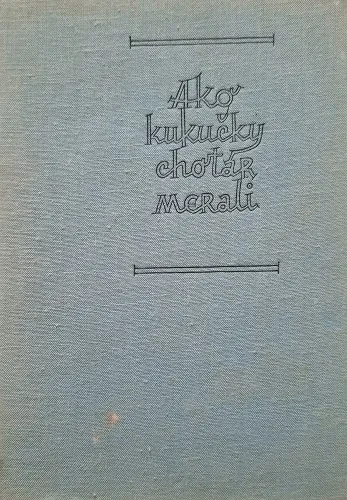 Ako
kukučky
chotár
merali